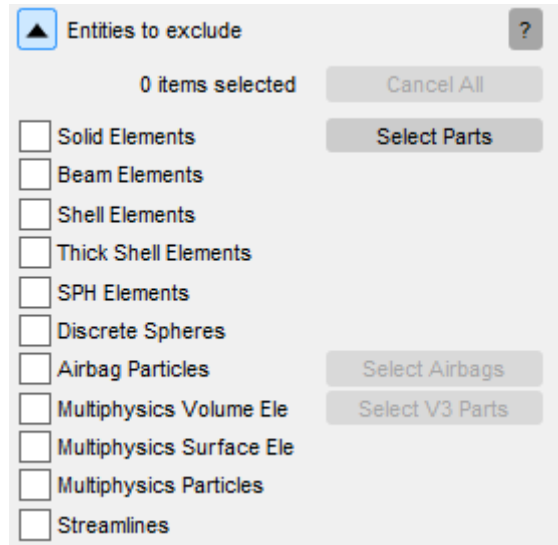 Entities to exclude ?
0 items selected Cancel All
Solid Elements Select Parts
Beam Elements
Shell Elements
Thick Shell Elements
SPH Elements
Discrete Spheres
Airbag Particles Select Airbags
Multiphysics Volume Ele Select V3 Parts
Multiphysics Surface Ele
Multiphysics Particles
Streamlines